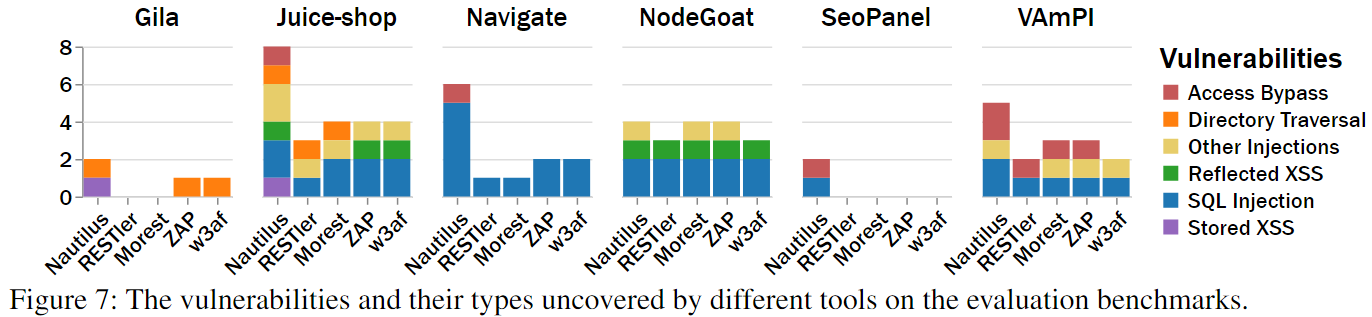 Gila Juice-shop Navigate NodeGoat SeoPanel VAmPI
8
6
4
2
0
Nautilus RESTler Morest ZAP w3af Nautilus RESTler Morest ZAP w3af Nautilus RESTler Morest ZAP w3af Nautilus RESTler Morest ZAP w3af Nautilus RESTler Morest ZAP w3af Nautilus RESTler Morest ZAP w3af
Vulnerabilities
Access Bypass
Directory Traversal
Other Injections
Reflected XSS
SQL Injection
Stored XSS
Figure 7: The vulnerabilities and their types uncovered by different tools on the evaluation benchmarks.